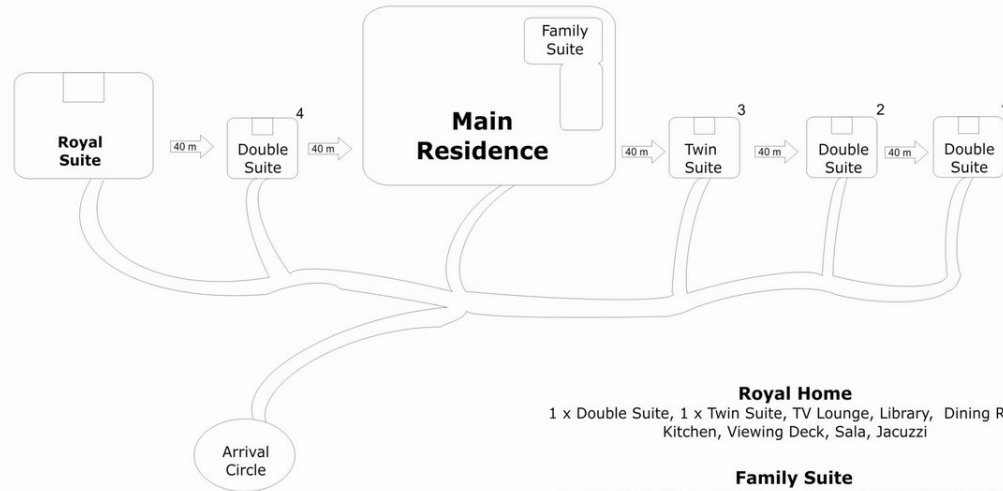 Family
Suite
4
3
2
Main
Residence
Royal
Suite
40 m
Double
Suite
40 m
40 m
Twin
Suite
40 m
Double
Suite
40 m
Double
Suite
Royal Home
1 x Double Suite, 1 x Twin Suite, TV Lounge, Library, Dining
Kitchen, Viewing Deck, Sala, Jacuzzi
Arrival
Circle
Family Suite